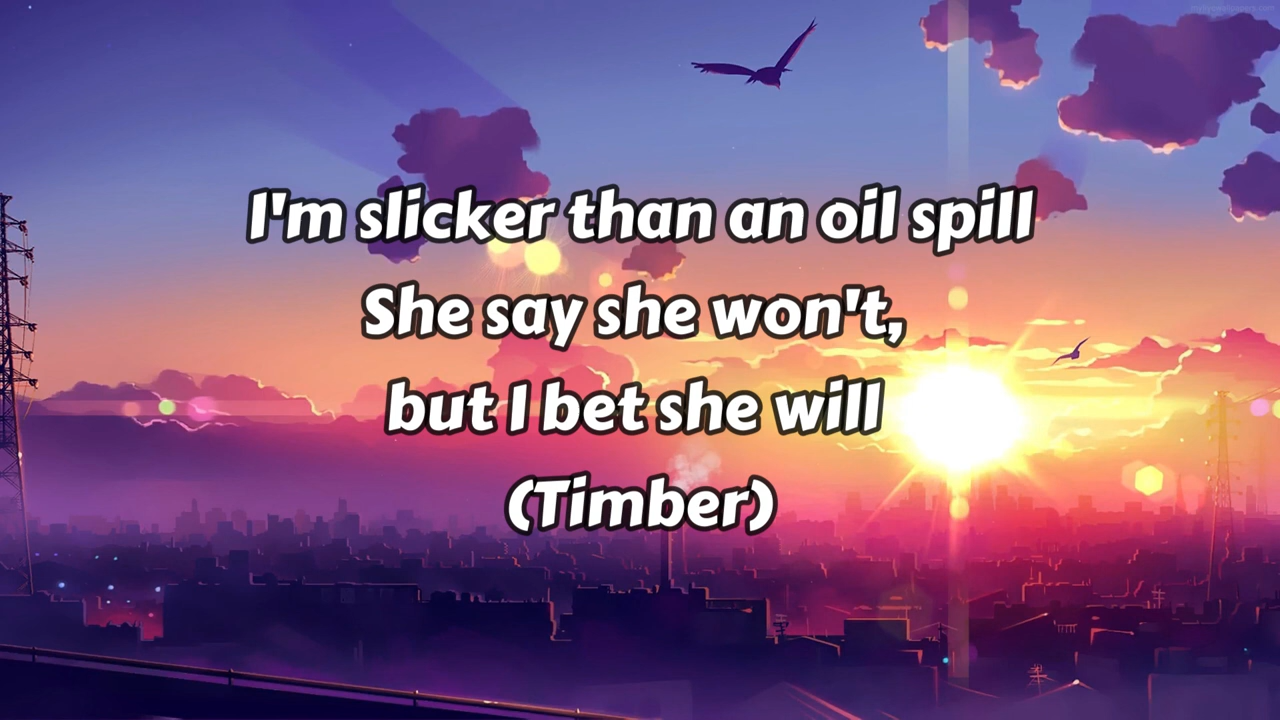 I'm slicker than an oil spill
She say she won't,
but I bet she will
(Timber)